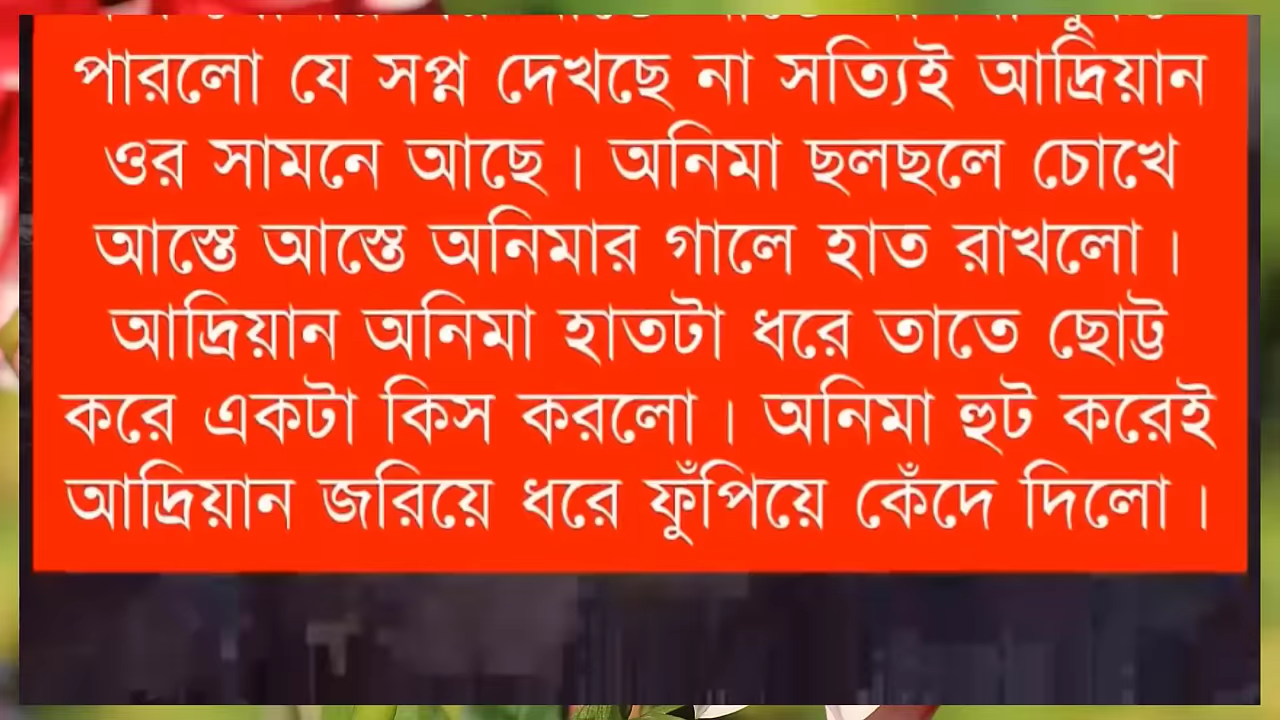 পারলো যে সপ্ন দেখছে না সত্যিই আদ্রিয়ান
ওর সামনে আছে । অনিমা ছলছলে চোখে
আস্তে আস্তে অনিমার গালে হাত রাখলো ।
আদ্রিয়ান অনিমা হাতটা ধরে তাতে ছোট্ট
করে একটা কিস করলো । অনিমা হুট করেই
আদ্রিয়ান জরিয়ে ধরে ফুঁপিয়ে কেঁদে দিলো ।